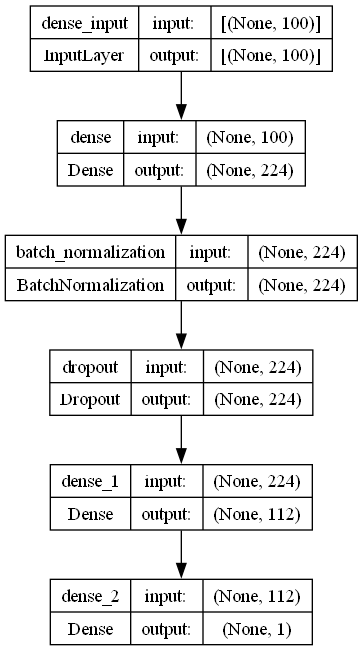 dense_input input: [(None, 100)]
InputLayer output: [(None, 100)]
dense input: (None, 100)
Dense output: (None, 224)
batch_normalization input: (None, 224)
BatchNormalization output: (None, 224)
dropout input: (None, 224)
Dropout output: (None, 224)
dense_1 input: (None, 224)
Dense output: (None, 112)
dense_2 input: (None, 112)
Dense output: (None, 1)